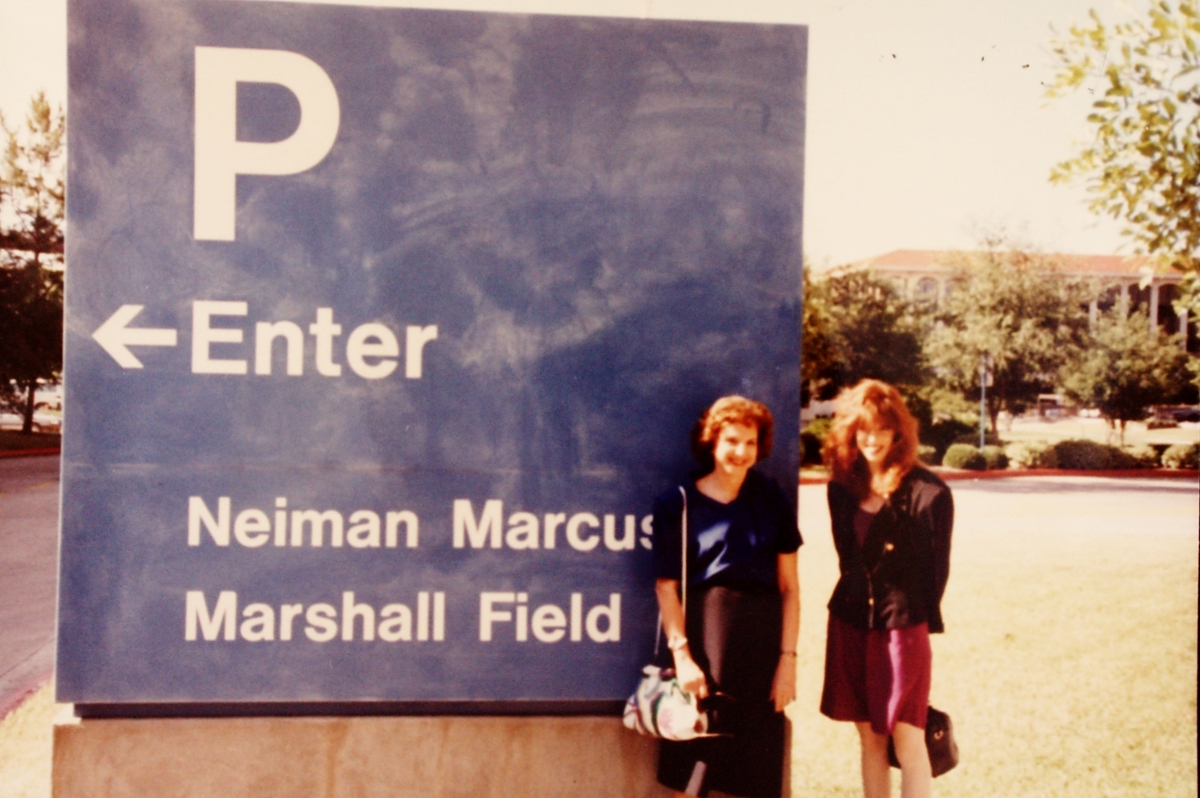 P
← Enter
Neiman Marcus
Marshall Field